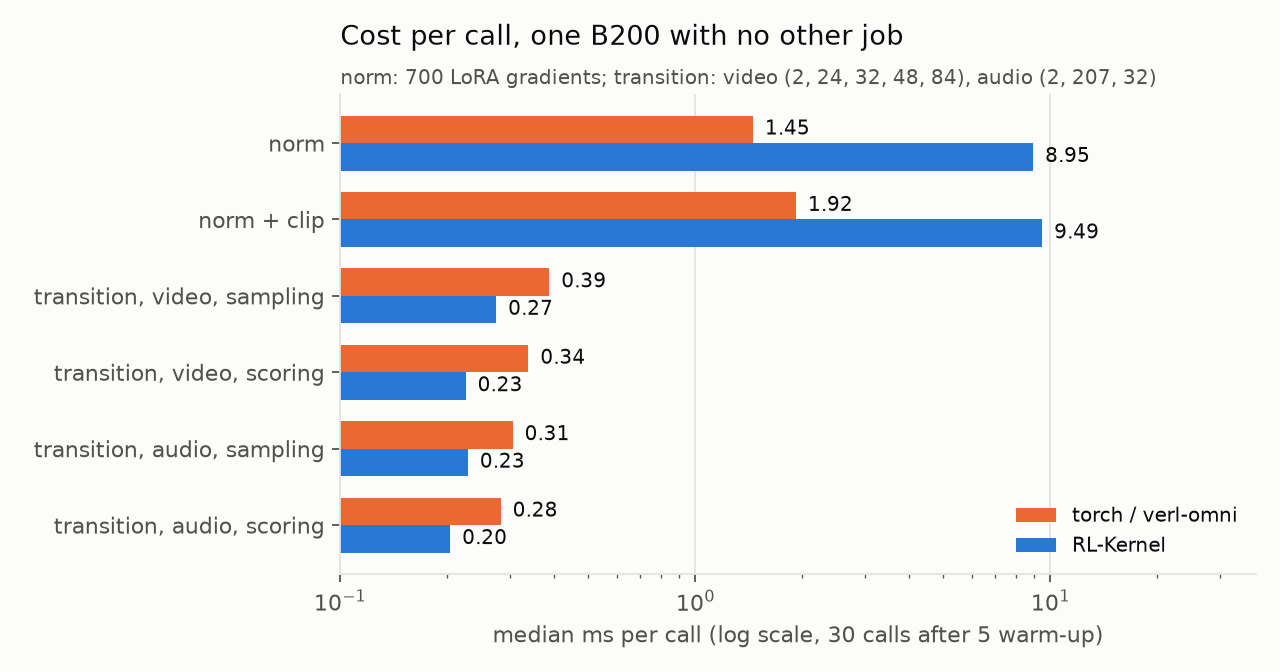 Cost per call, one B200 with no other job
norm: 700 LoRA gradients; transition: video (2, 24, 32, 48, 84), audio (2, 207, 32)
norm
1.45
8.95
norm + clip
1.92
9.49
transition, video, sampling
0.39
0.27
transition, video, scoring
0.34
0.23
transition, audio, sampling
0.31
0.23
transition, audio, scoring
0.28
0.20
torch / verl-omni
RL-Kernel
10⁻¹ 10⁰ 10¹
median ms per call (log scale, 30 calls after 5 warm-up)